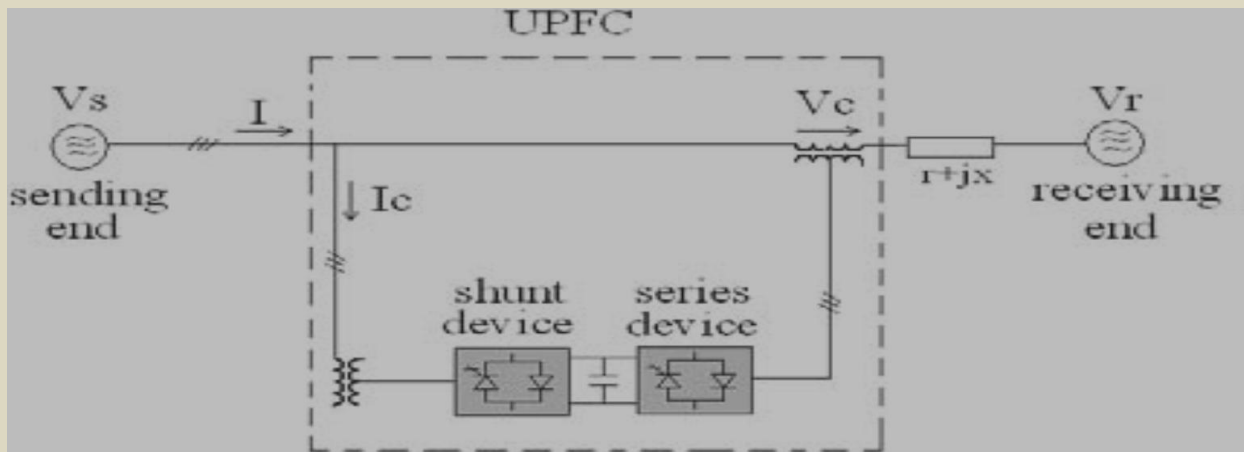 UPFC
Vs
I
Vc
Vr
sending
end
Ic
r+jx
receiving
end
shunt
device
series
device